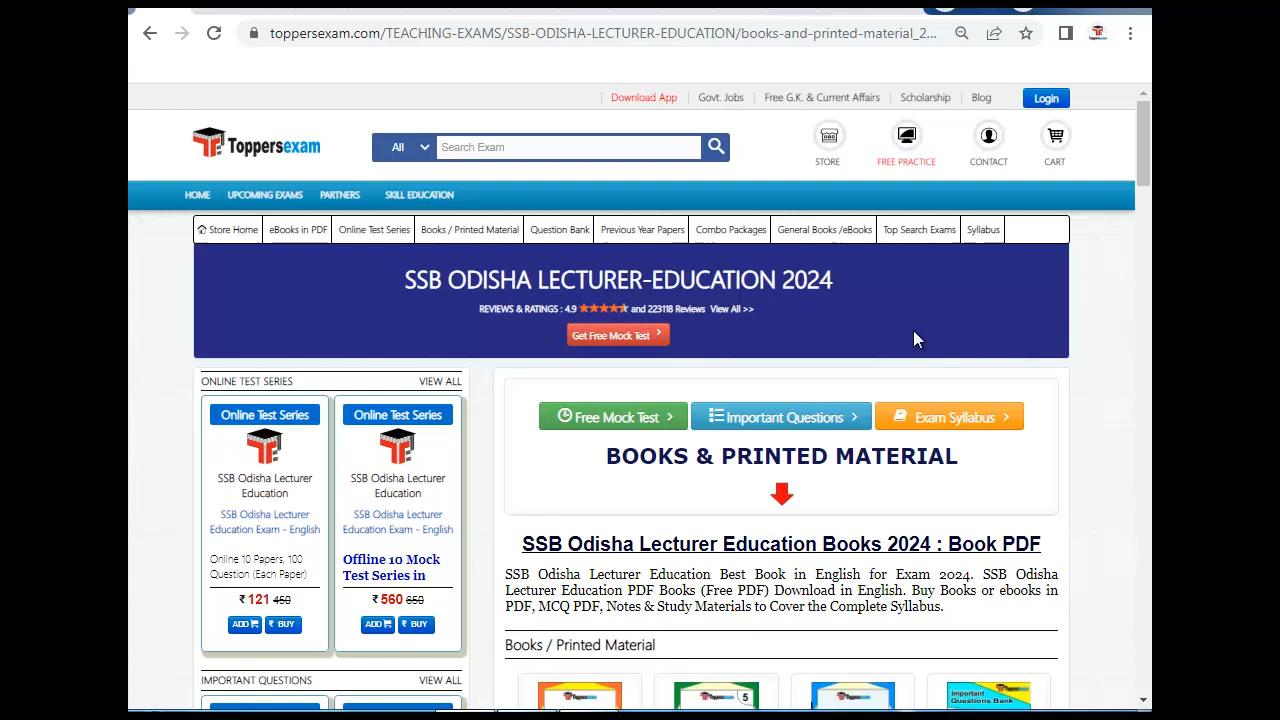 toppersexam.com/TEACHING-EXAMS/SSB-ODISHA-LECTURER-EDUCATION/books-and-printed-material_2...
Download App
Govt. Jobs
Free G.K. & Current Affairs
Scholarship
Blog
Login
Toppersexam
All
Search Exam
STORE
FREE PRACTICE
CONTACT
CART
HOME
UPCOMING EXAMS
PARTNERS
SKILL EDUCATION
Store Home
eBooks in PDF
Online Test Series
Books / Printed Material
Question Bank
Previous Year Papers
Combo Packages
General Books /eBooks
Top Search Exams
Syllabus
SSB ODISHA LECTURER-EDUCATION 2024
REVIEWS & RATINGS : 4.9 and 223118 Reviews View All >>
Get Free Mock Test
ONLINE TEST SERIES
VIEW ALL
Online Test Series
SSB Odisha Lecturer
Education
SSB Odisha Lecturer
Education Exam - English
Online 10 Papers, 100
Question (Each Paper)
₹ 121 450
ADD
₹ BUY
Online Test Series
SSB Odisha Lecturer
Education
SSB Odisha Lecturer
Education Exam - English
Offline 10 Mock
Test Series in
₹ 560 650
ADD
₹ BUY
IMPORTANT QUESTIONS
VIEW ALL
Free Mock Test
Important Questions
Exam Syllabus
BOOKS & PRINTED MATERIAL
SSB Odisha Lecturer Education Books 2024 : Book PDF
SSB Odisha Lecturer Education Best Book in English for Exam 2024. SSB Odisha
Lecturer Education PDF Books (Free PDF) Download in English. Buy Books or ebooks in
PDF, MCQ PDF, Notes & Study Materials to Cover the Complete Syllabus.
Books / Printed Material
Toppersexam
Toppersexam
5
Toppersexam
Important
Questions Bank
Toppersexam